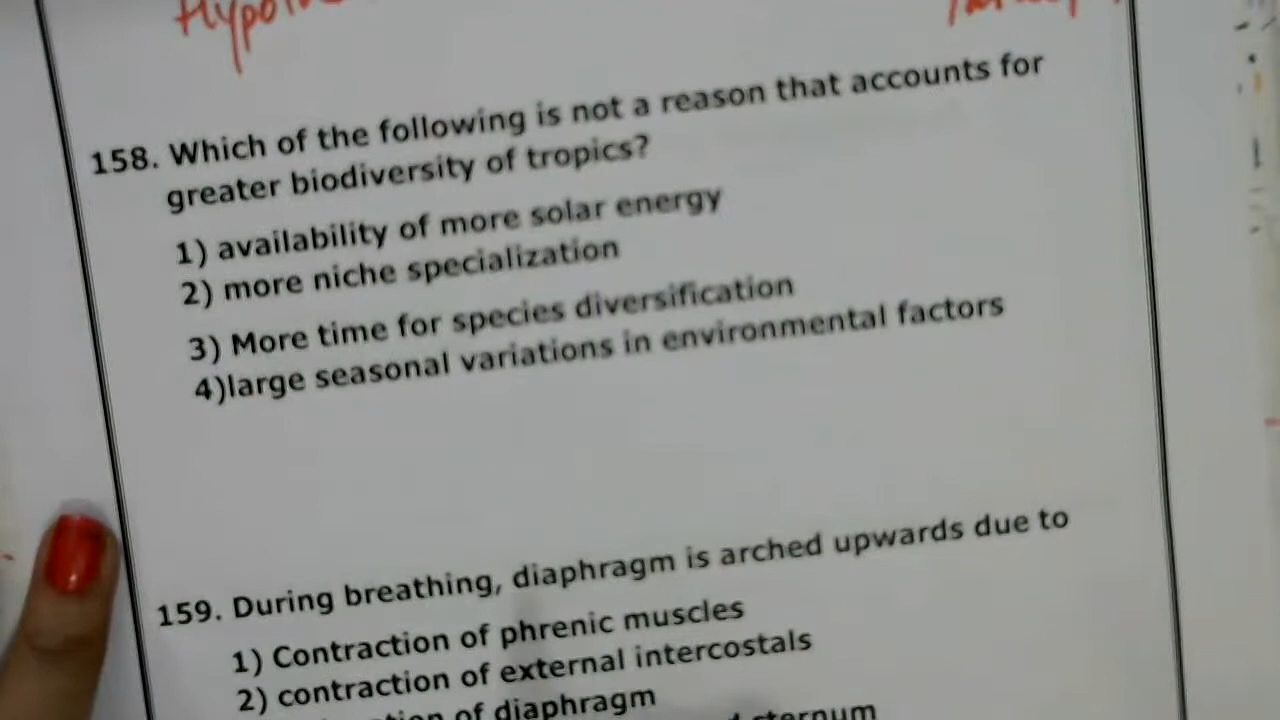 158. Which of the following is not a reason that accounts for
greater biodiversity of tropics?
1) availability of more solar energy
2) more niche specialization
3) More time for species diversification
4)large seasonal variations in environmental factors
159. During breathing, diaphragm is arched upwards due to
1) Contraction of phrenic muscles
2) contraction of external intercostals
of diaphragm
sternum